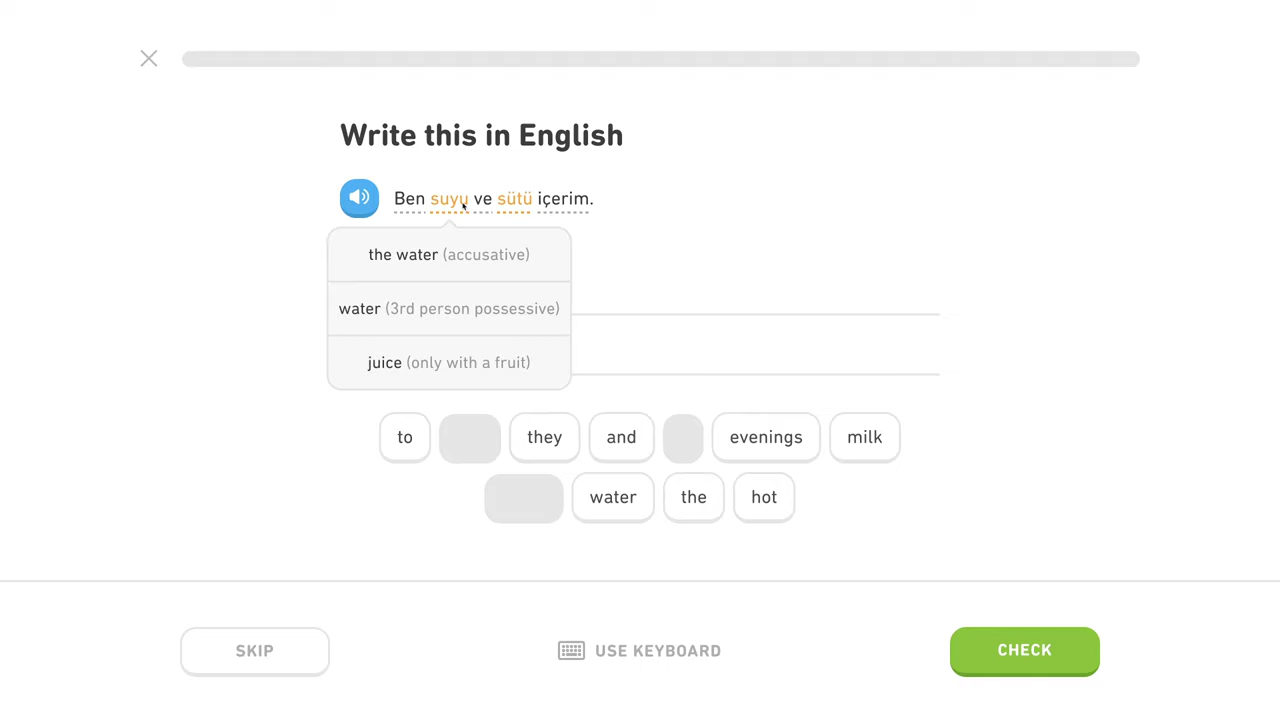 Write this in English
Ben suyu ve sütü içerim.
the water (accusative)
water (3rd person possessive)
juice (only with a fruit)
to they and evenings milk
water the hot
SKIP USE KEYBOARD CHECK